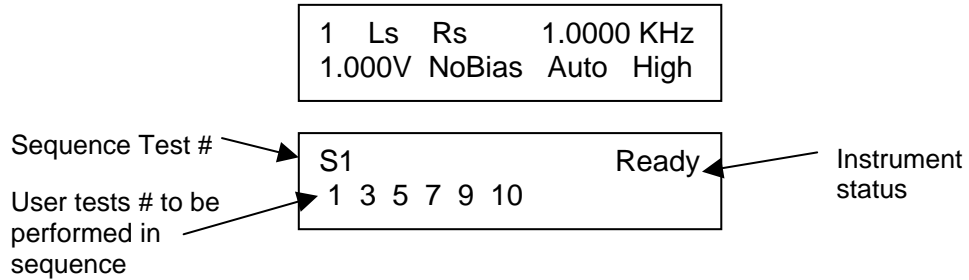 1 Ls Rs 1.0000 KHz
1.000V NoBias Auto High
Sequence Test #
S1 Ready
Instrument
status
1 3 5 7 9 10
User tests # to be
performed in
sequence